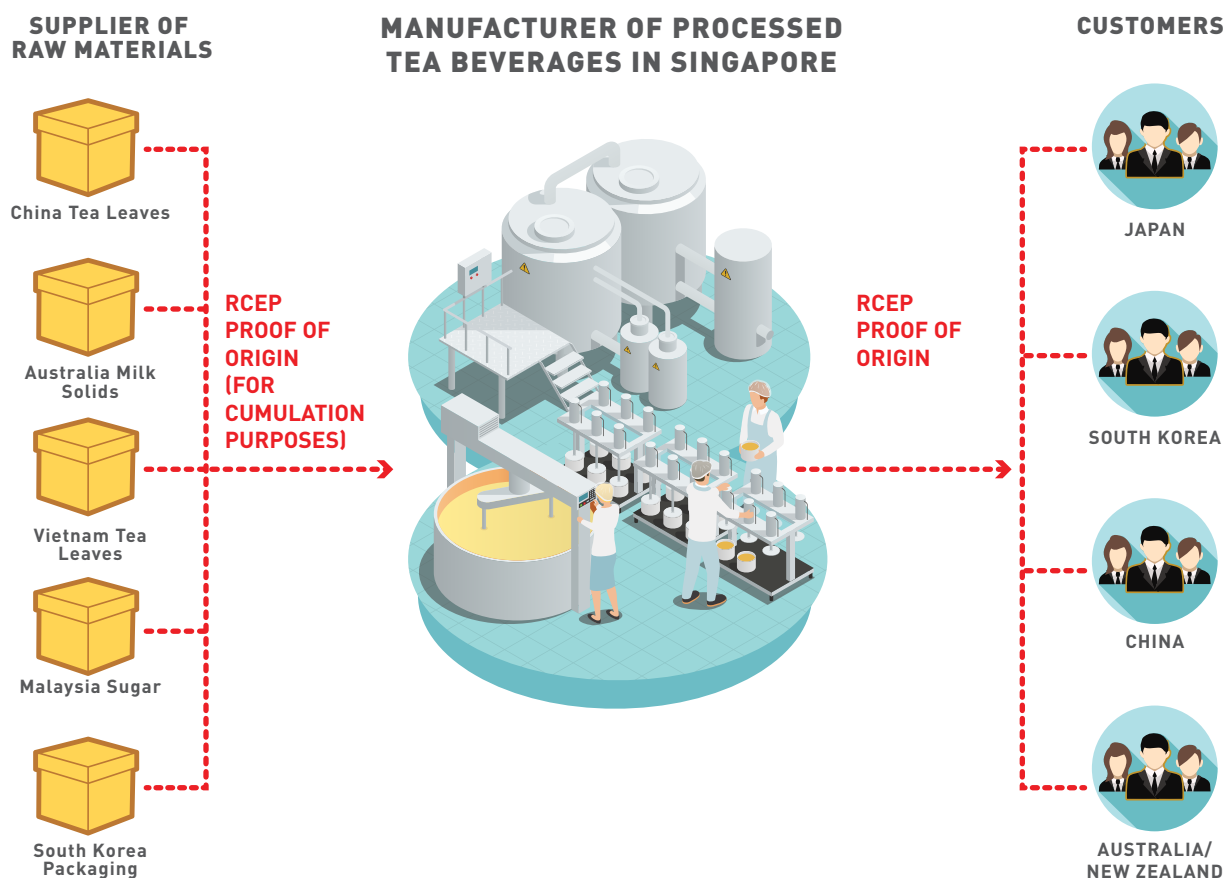 SUPPLIER OF
RAW MATERIALS
MANUFACTURER OF PROCESSED
TEA BEVERAGES IN SINGAPORE
CUSTOMERS
China Tea Leaves
Australia Milk
Solids
Vietnam Tea
Leaves
Malaysia Sugar
South Korea
Packaging
RCEP
PROOF OF
ORIGIN
(FOR
CUMULATION
PURPOSES)
RCEP
PROOF OF
ORIGIN
JAPAN
SOUTH KOREA
CHINA
AUSTRALIA/
NEW ZEALAND